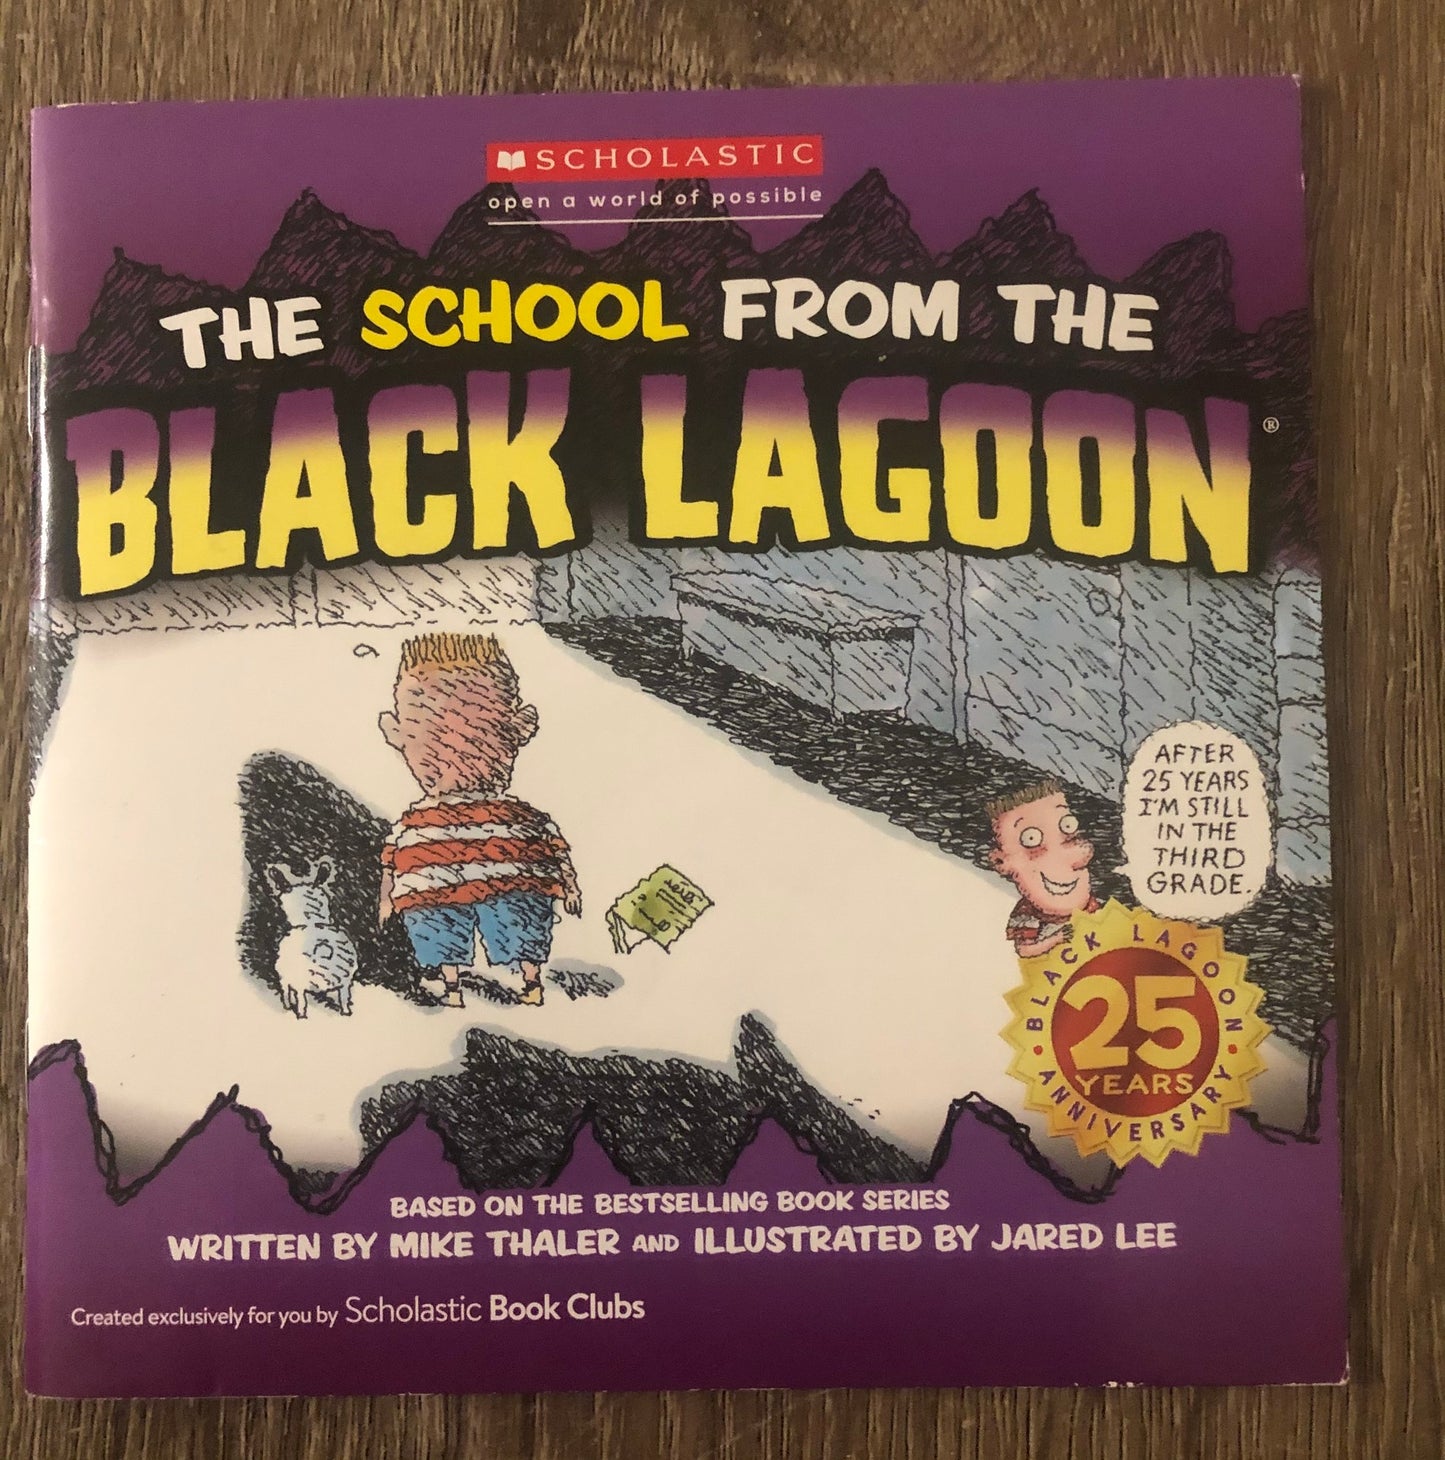 SCHOLASTIC
open a world of possible
THE SCHOOL FROM THE
BLACK LAGOON®
AFTER
25 YEARS
I'M STILL
IN THE
THIRD
GRADE.
BLACK LAGOON
25
YEARS
• ANNIVERSARY •
BASED ON THE BESTSELLING BOOK SERIES
WRITTEN BY MIKE THALER AND ILLUSTRATED BY JARED LEE
Created exclusively for you by Scholastic Book Clubs